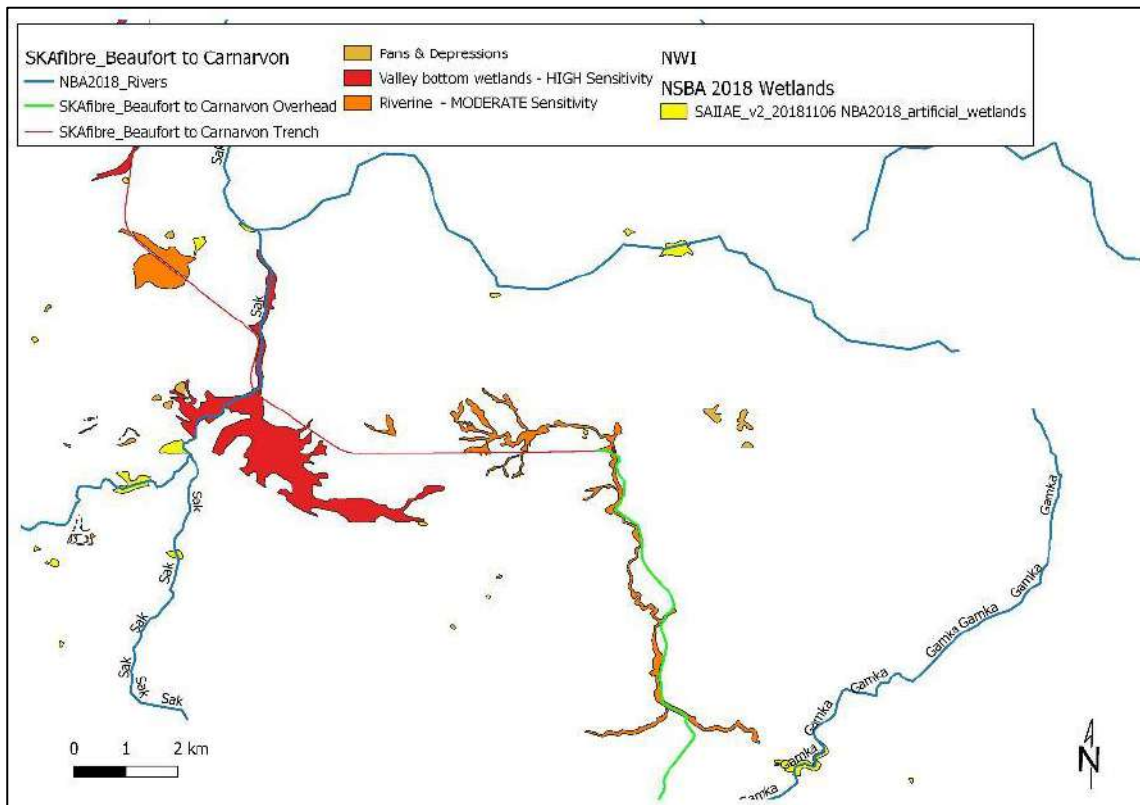 SKAfibre_Beaufort to Carnarvon
NBA2018_Rivers
SKAfibre_Beaufort to Carnarvon Overhead
SKAfibre_Beaufort to Carnarvon Trench
Pans & Depressions
Valley bottom wetlands - HIGH Sensitivity
Riverine - MODERATE Sensitivity
NWI
NSBA 2018 Wetlands
SAIIAE_v2_20181106 NBA2018_artificial_wetlands
Sak
Sak
Sak
Sak
Sak
Sak
Sak
Sak
Gamka
Gamka
Gamka
Gamka
Gamka
Gamka
Gamka
Gamka
0 1 2 km
N